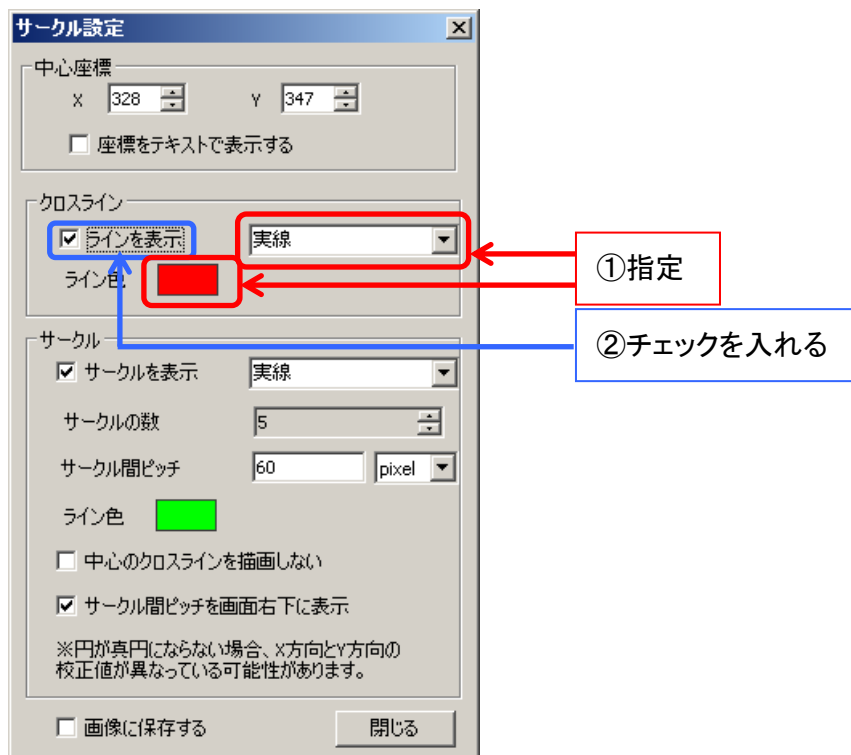 サークル設定
中心座標
X 328 Y 347
座標をテキストで表示する
クロスライン
ラインを表示 実線
ライン色
①指定
②チェックを入れる
サークル
サークルを表示 実線
サークルの数 5
サークル間ピッチ 60 pixel
ライン色
中心のクロスラインを描画しない
サークル間ピッチを画面右下に表示
※円が真円にならない場合、X方向とY方向の
校正値が異なっている可能性があります。
画像に保存する 閉じる